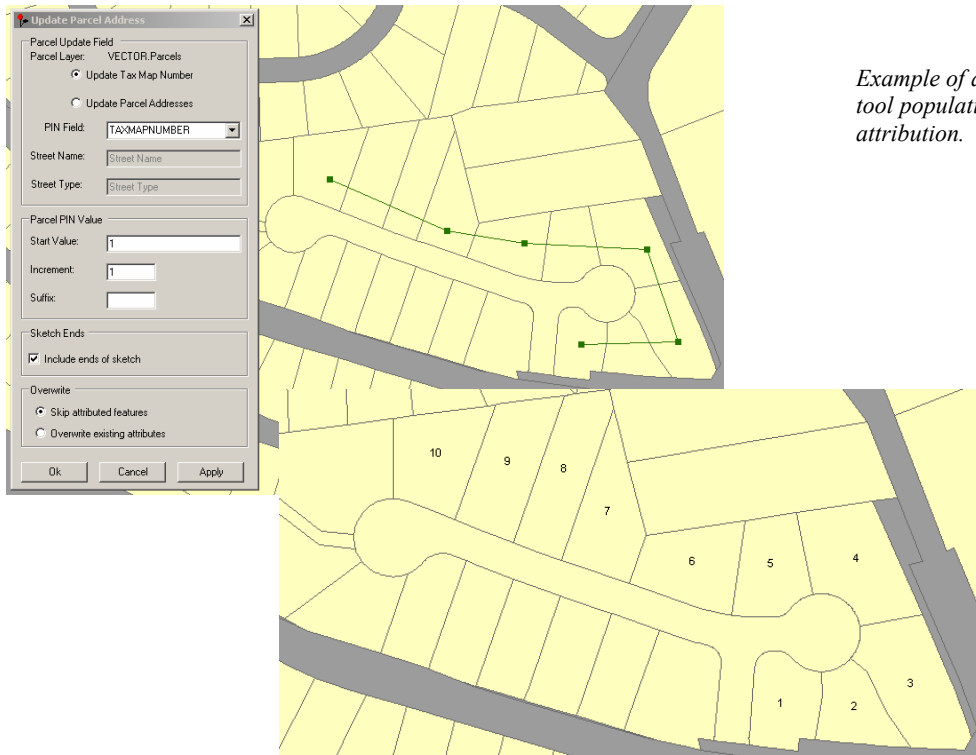 Update Parcel Address
Parcel Update Field
Parcel Layer: VECTOR.Parcels
Update Tax Map Number
Update Parcel Addresses
PIN Field: TAXMAPNUMBER
Street Name: Street Name
Street Type: Street Type
Parcel PIN Value
Start Value: 1
Increment: 1
Suffix:
Sketch Ends
Include ends of sketch
Overwrite
Skip attributed features
Overwrite existing attributes
Ok Cancel Apply
Example of
tool
attribution.
10
9
8
7
6
5
4
3
2
1